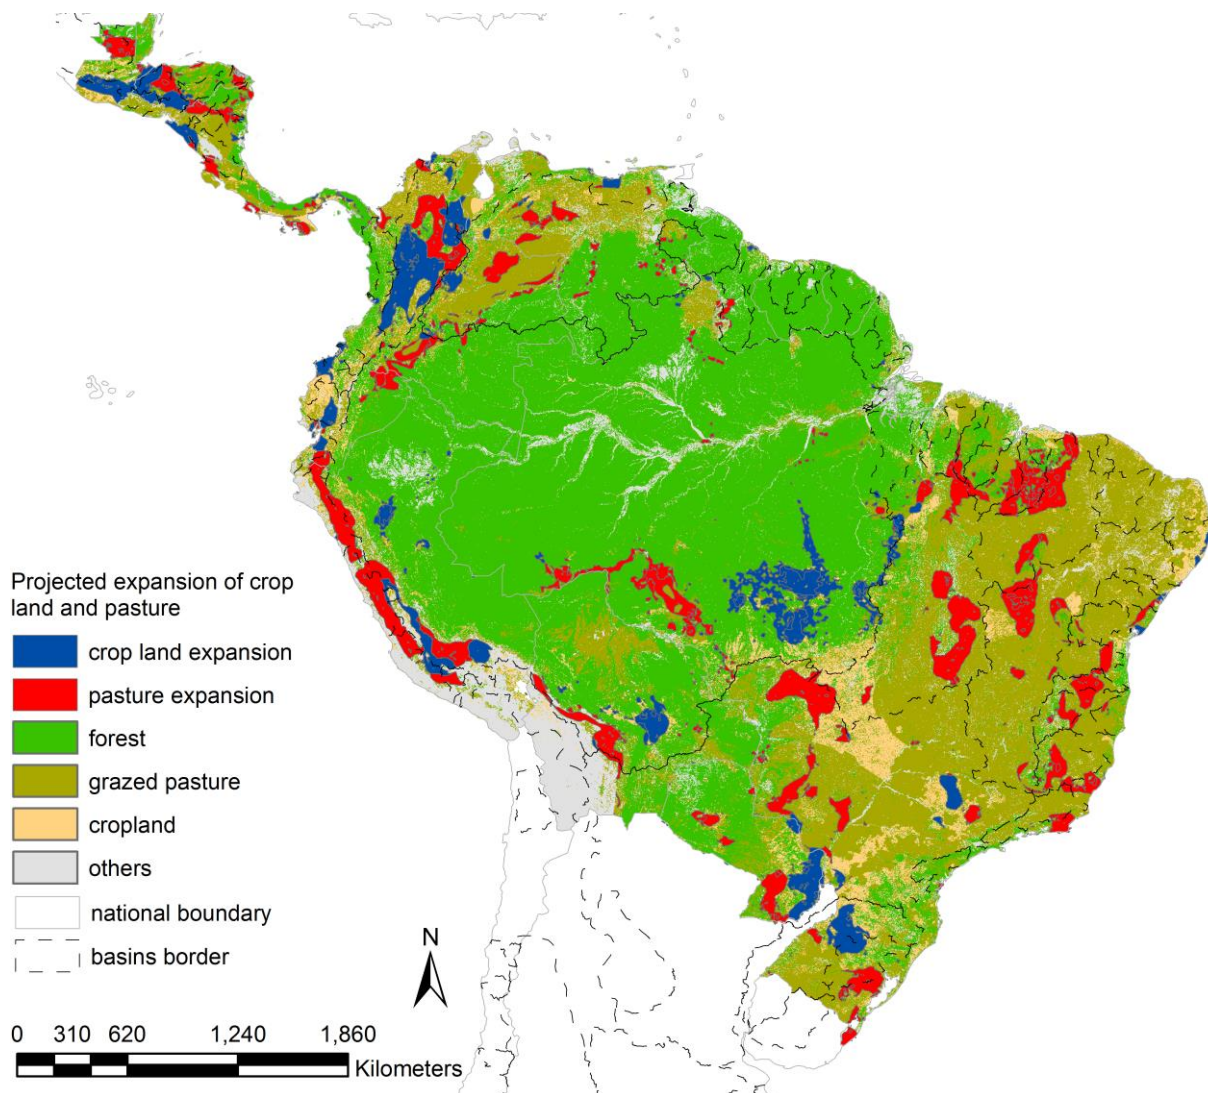 Projected expansion of crop
land and pasture
crop land expansion
pasture expansion
forest
grazed pasture
cropland
others
national boundary
basins border
N
0 310 620 1,240 1,860
Kilometers